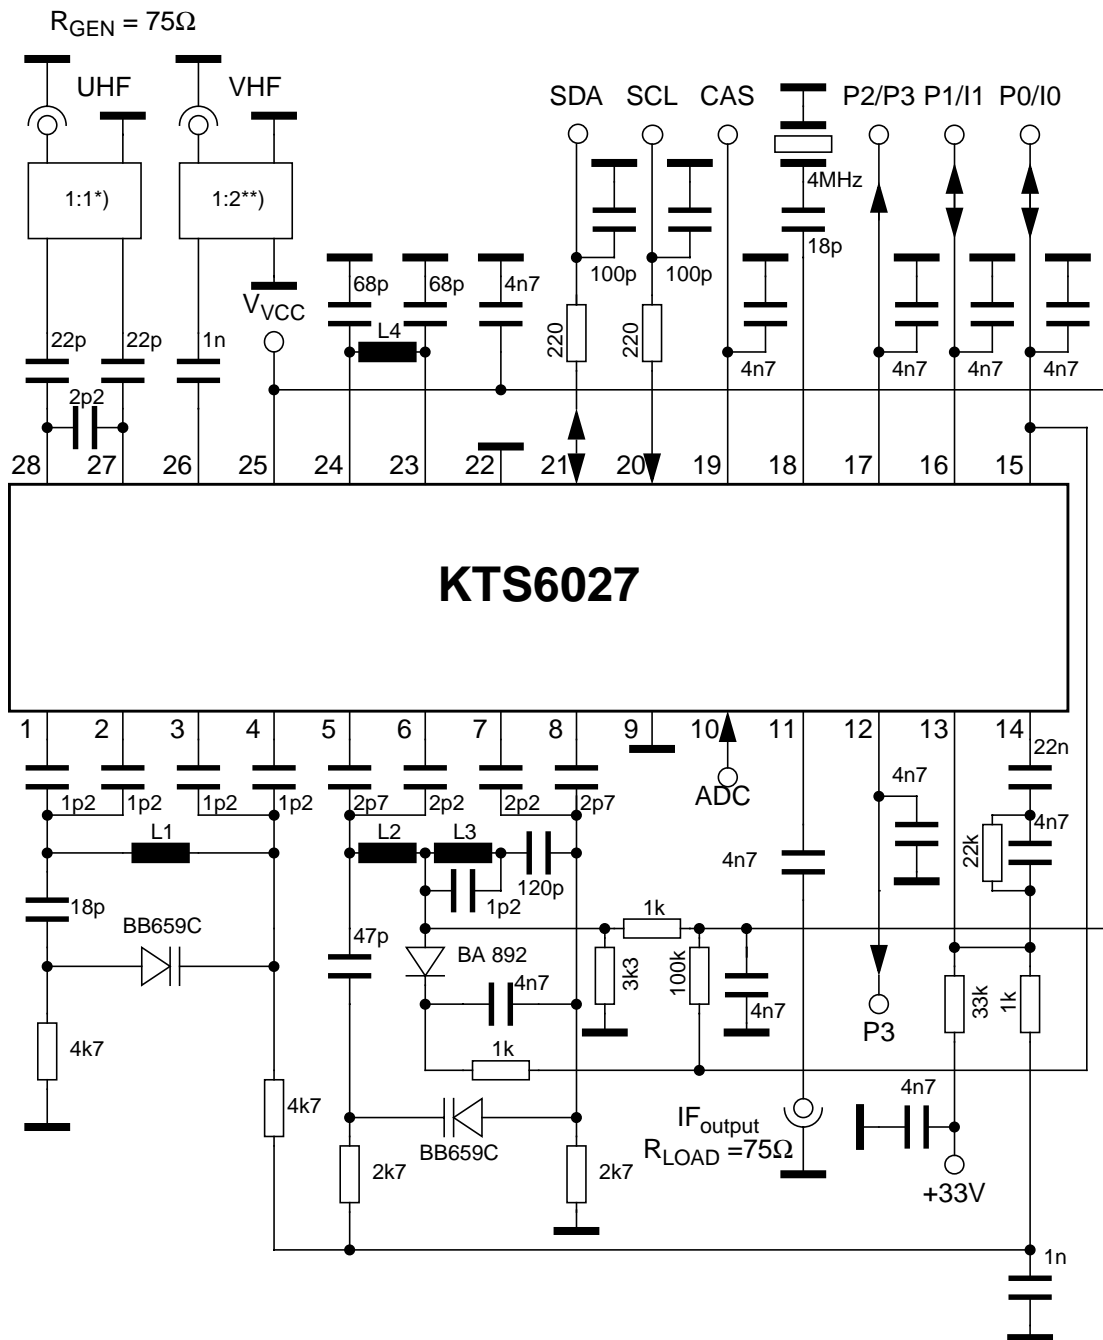 R_GEN = 75Ω
UHF VHF SDA SCL CAS P2/P3 P1/I1 P0/I0
4MHz
1:1*) 1:2**)
18p
100p 100p
V_VCC
68p 68p 4n7
L4
220 220
22p 22p 1n
4n7 4n7 4n7 4n7
2p2
28 27 26 25 24 23 22 21 20 19 18 17 16 15
KTS6027
1 2 3 4 5 6 7 8 9 10 11 12 13 14
22n
1p2 1p2 1p2 1p2 2p7 2p2 2p2 2p7
ADC
4n7
4n7
L1 L2 L3
22k
4n7
120p
1p2
18p
BB659C
1k
47p
BA 892
3k3
100k
4n7
4n7
33k
1k
P3
1k
4k7
4n7
4k7
BB659C
IF_output
R_LOAD =75Ω
2k7
2k7
+33V
1n